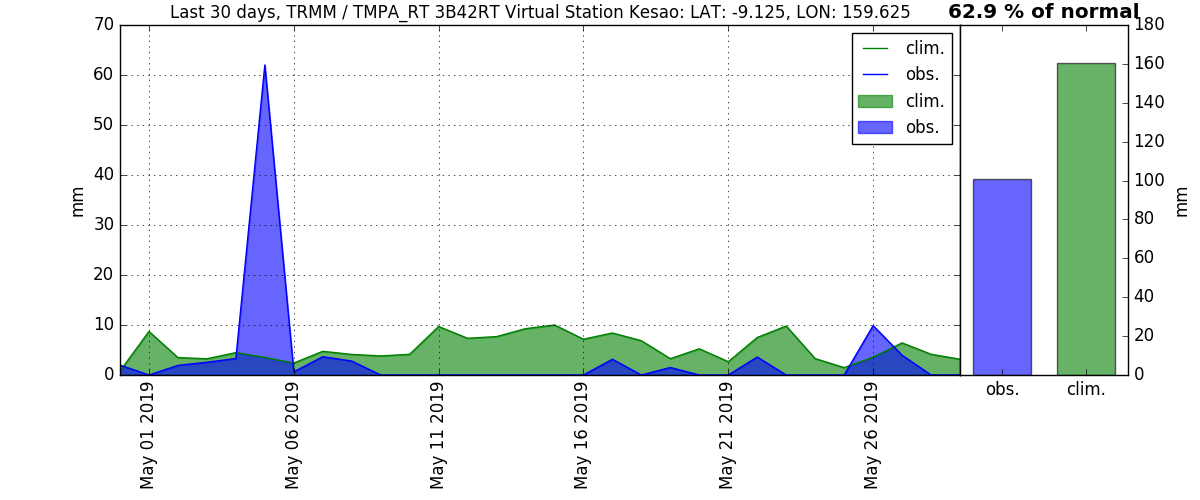 Last 30 days, TRMM / TMPA_RT 3B42RT Virtual Station Kesao: LAT: -9.125, LON: 159.625
62.9 % of normal
70
60
50
40
30
20
10
0
mm
clim.
obs.
clim.
obs.
May 01 2019
May 06 2019
May 11 2019
May 16 2019
May 21 2019
May 26 2019
180
160
140
120
100
80
60
40
20
0
mm
obs.
clim.